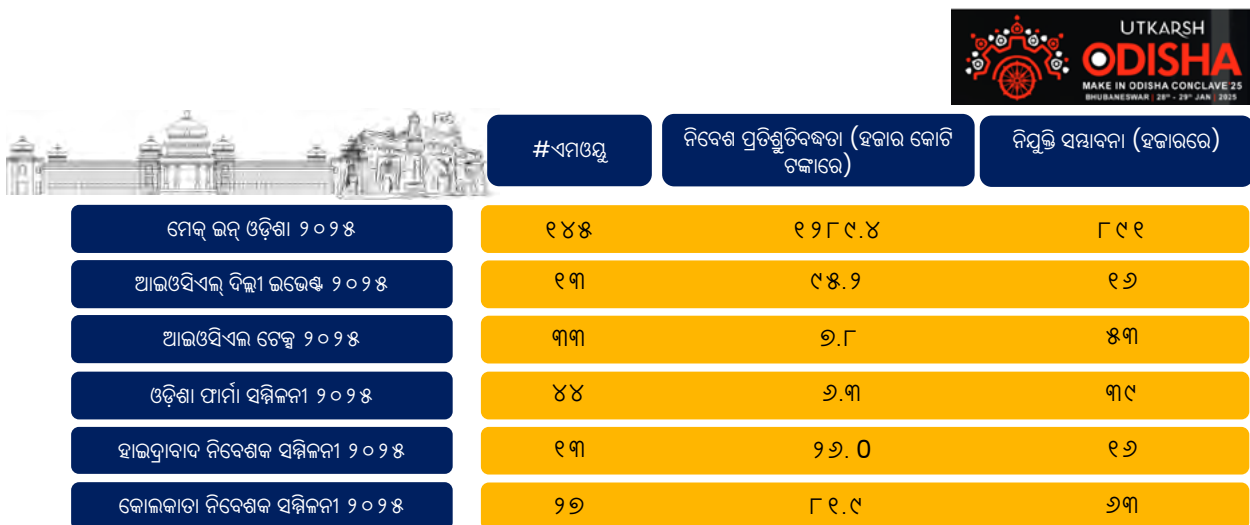 UTKARSH
ODISHA
MAKE IN ODISHA CONCLAVE 25
BHUBANESWAR | 28ᵗʰ - 29ᵗʰ JAN | 2025
#ଏମଓୟୁ
ନିବେଶ ପ୍ରତିଶ୍ରୁତିବଦ୍ଧତା (ହଜାର କୋଟି
ଟଙ୍କାରେ)
ନିଯୁକ୍ତି ସମ୍ଭାବନା (ହଜାରରେ)
ମେକ୍ ଇନ୍ ଓଡ଼ିଶା ୨୦୨୫ ୧୪୫ ୧୨୮୯.୪ ୮୯୧
ଆଇଓସିଏଲ୍ ଦିଲ୍ଲୀ ଇଭେଣ୍ଟ ୨୦୨୫ ୧୩ ୯୫.୨ ୧୬
ଆଇଓସିଏଲ ଟେକ୍ସ ୨୦୨୫ ୩୩ ୭.୮ ୫୩
ଓଡ଼ିଶା ଫାର୍ମା ସମ୍ମିଳନୀ ୨୦୨୫ ୪୪ ୬.୩ ୩୯
ହାଇଦ୍ରାବାଦ ନିବେଶକ ସମ୍ମିଳନୀ ୨୦୨୫ ୧୩ ୨୬.0 ୧୬
କୋଲକାତା ନିବେଶକ ସମ୍ମିଳନୀ ୨୦୨୫ ୨୭ ୮୧.୯ ୬୩